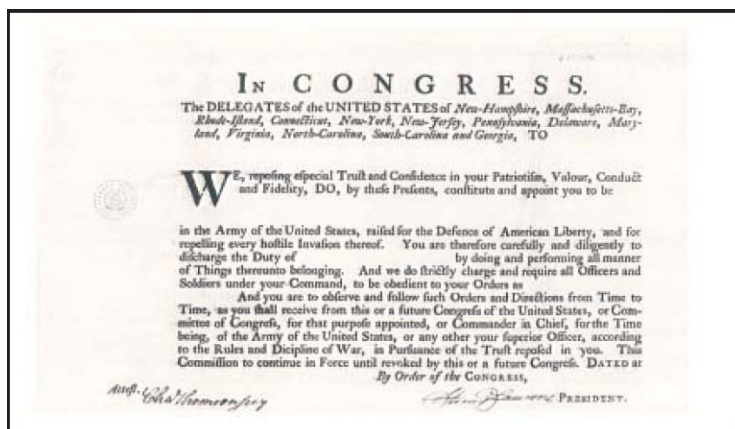 IN CONGRESS.
The DELEGATES of the UNITED STATES of New-Hampſhire, Maſſachuſetts-Bay,
Rhode-Iſland, Connecticut, New-York, New-Jerſey, Penſylvania, Delaware, Mary-
land, Virginia, North-Carolina, South-Carolina and Georgia, TO
WE, repoſing eſpecial Truſt and Confidence in your Patriotiſm, Valour, Conduct
and Fidelity, DO, by theſe Preſents, conſtitute and appoint you to be
in the Army of the United States, raiſed for the Defence of American Liberty, and for
repelling every hoſtile Invaſion thereof. You are therefore carefully and diligently to
diſcharge the Duty of by doing and performing all manner
of Things thereunto belonging. And we do ſtrictly charge and require all Officers and
Soldiers under your Command, to be obedient to your Orders as
And you are to obſerve and follow ſuch Orders and Directions from Time to
Time, as you ſhall receive from this or a future Congreſs of the United States, or Com-
mittee of Congreſs, for that purpoſe appointed, or Commander in Chief, for the Time
being, of the Army of the United States, or any other your ſuperior Officer, according
to the Rules and Diſcipline of War, in Purſuance of the Truſt repoſed in you. This
Commiſſion to continue in Force until revoked by this or a future Congreſs. DATED at
By Order of the CONGRESS,
Atteſt. Cha Thomson ſecy PRESIDENT.